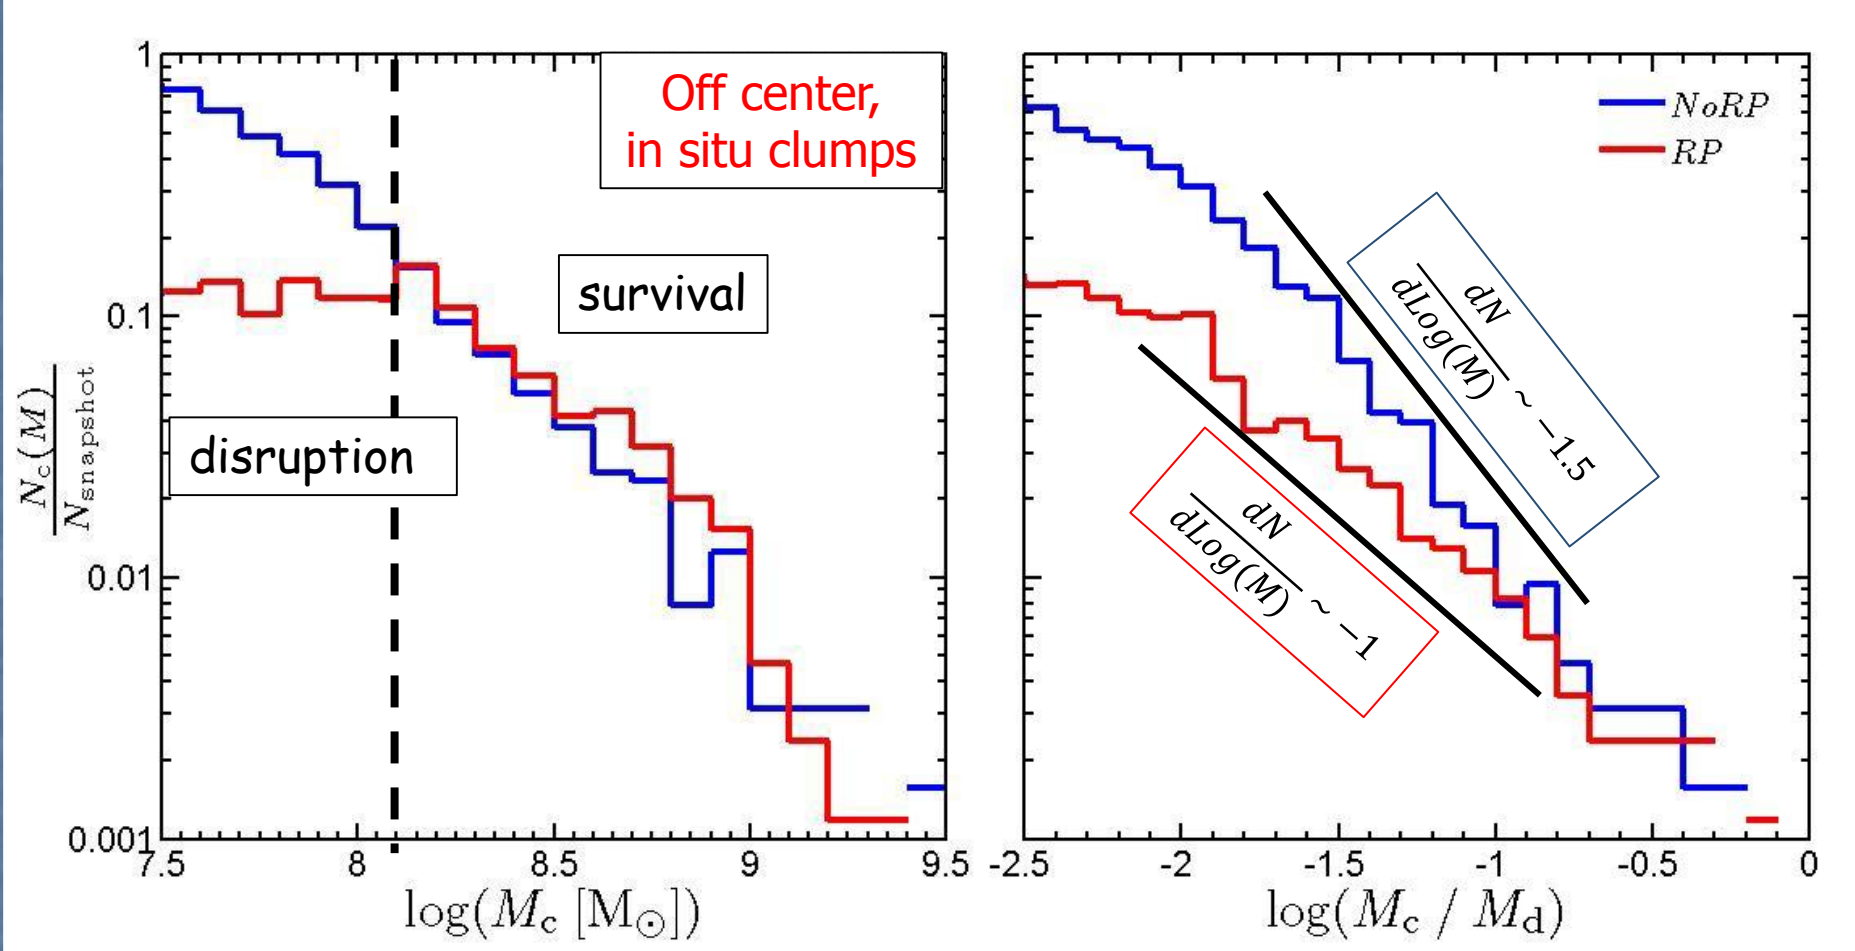 1
0.1
0.01
0.001
N_c(M)
N_snapshot
Off center,
in situ clumps
survival
disruption
7.5 8 8.5 9 9.5
log(M_c [M_⊙])
NoRP
RP
dN
dLog(M) ~ −1.5
dN
dLog(M) ~ −1
-2.5 -2 -1.5 -1 -0.5 0
log(M_c / M_d)